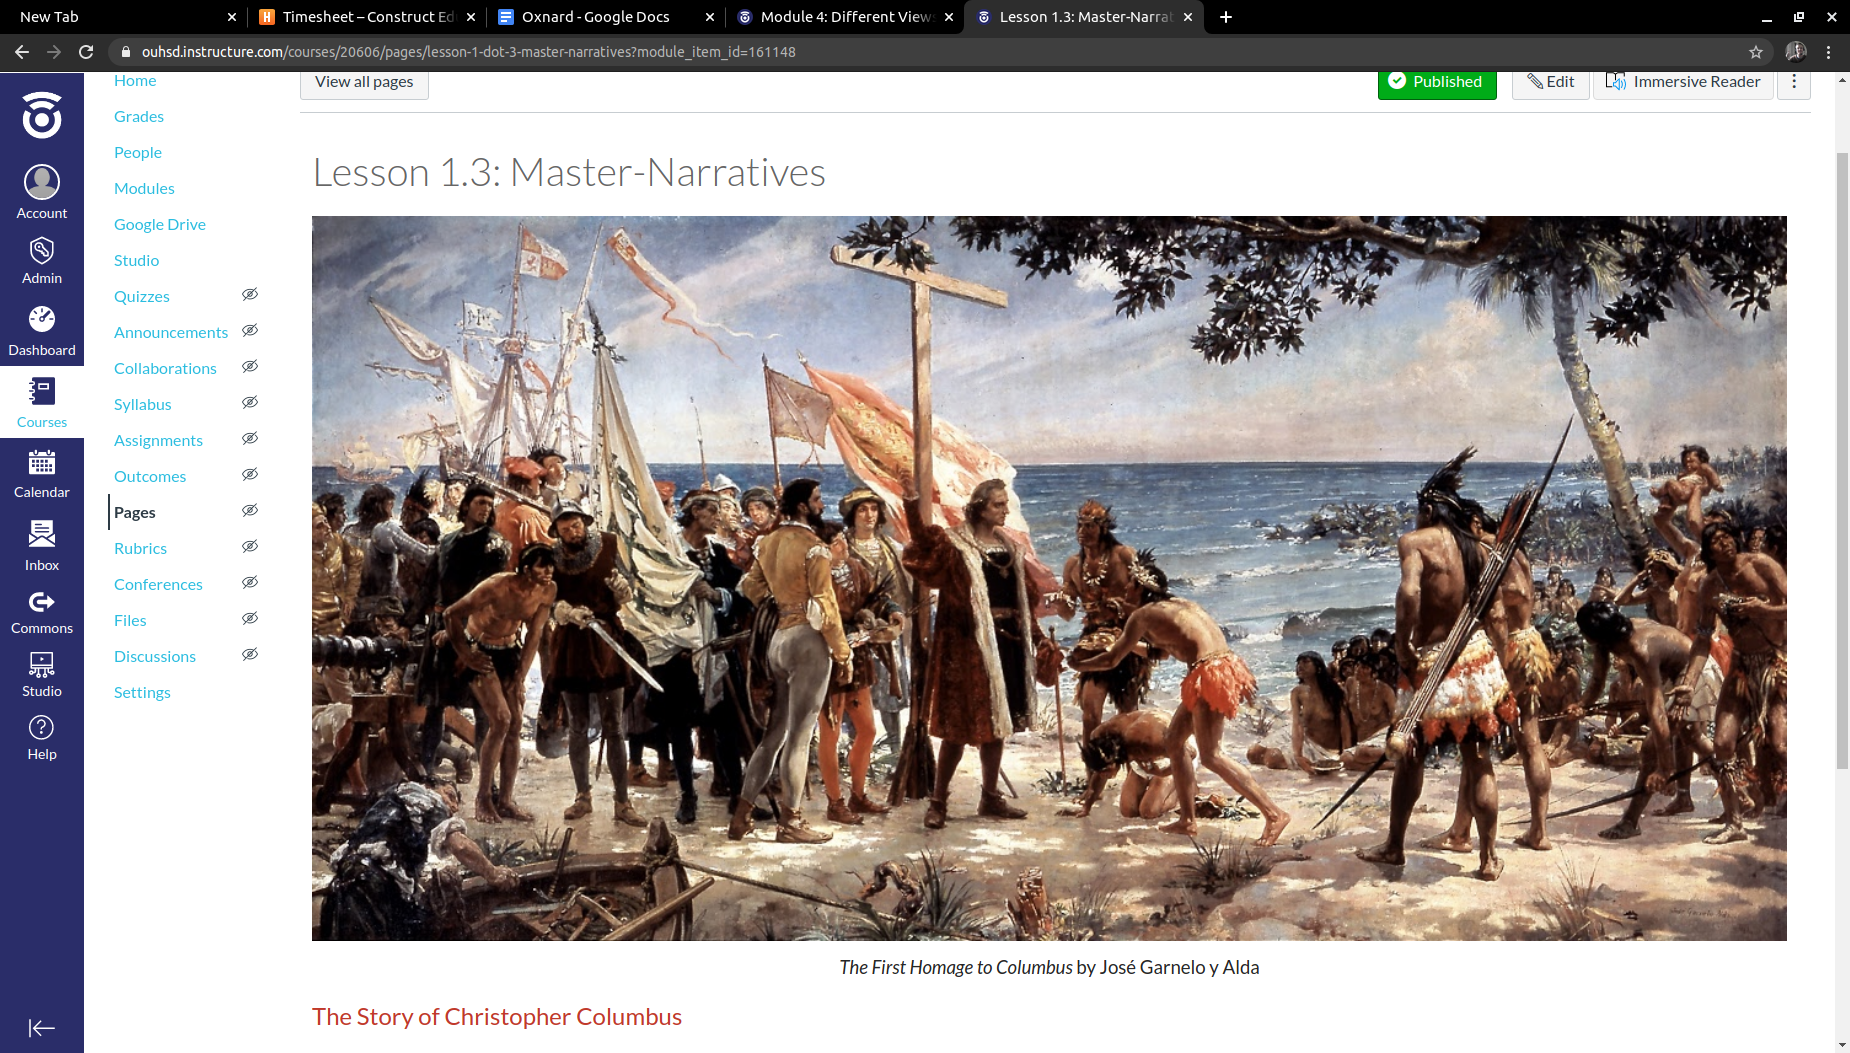 New Tab
Timesheet – Construct Ed
Oxnard - Google Docs
Module 4: Different View
Lesson 1.3: Master-Narrat
ouhsd.instructure.com/courses/20606/pages/lesson-1-dot-3-master-narratives?module_item_id=161148
Account
Admin
Dashboard
Courses
Calendar
Inbox
Commons
Studio
Help
Home
Grades
People
Modules
Google Drive
Studio
Quizzes
Announcements
Collaborations
Syllabus
Assignments
Outcomes
Pages
Rubrics
Conferences
Files
Discussions
Settings
View all pages
Published
Edit
Immersive Reader
Lesson 1.3: Master-Narratives
The First Homage to Columbus by José Garnelo y Alda
The Story of Christopher Columbus